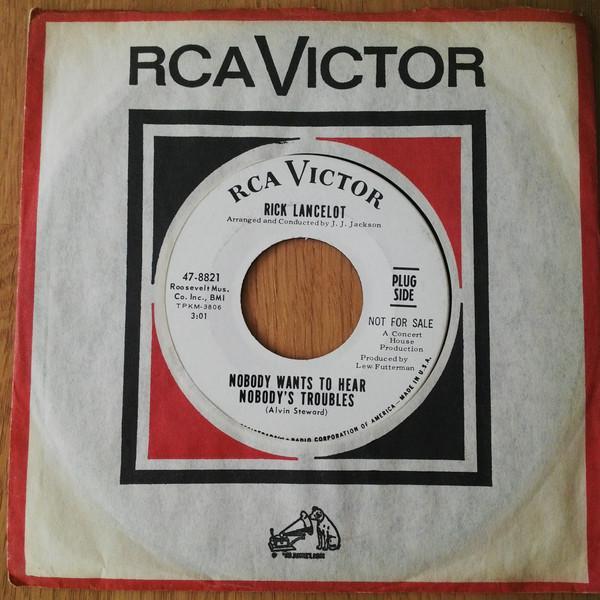 RCA VICTOR
RCA VICTOR
RICK LANCELOT
Arranged and Conducted by J. J. Jackson
47-8821
Roosevelt Mus.
Co. Inc., BMI
TPKM-3806
3:01
PLUG
SIDE
NOT FOR SALE
A Concert
House
Production
Produced by
Lew Futterman
NOBODY WANTS TO HEAR
NOBODY'S TROUBLES
(Alvin Steward)
RADIO CORPORATION OF AMERICA—MADE IN U.S.A.